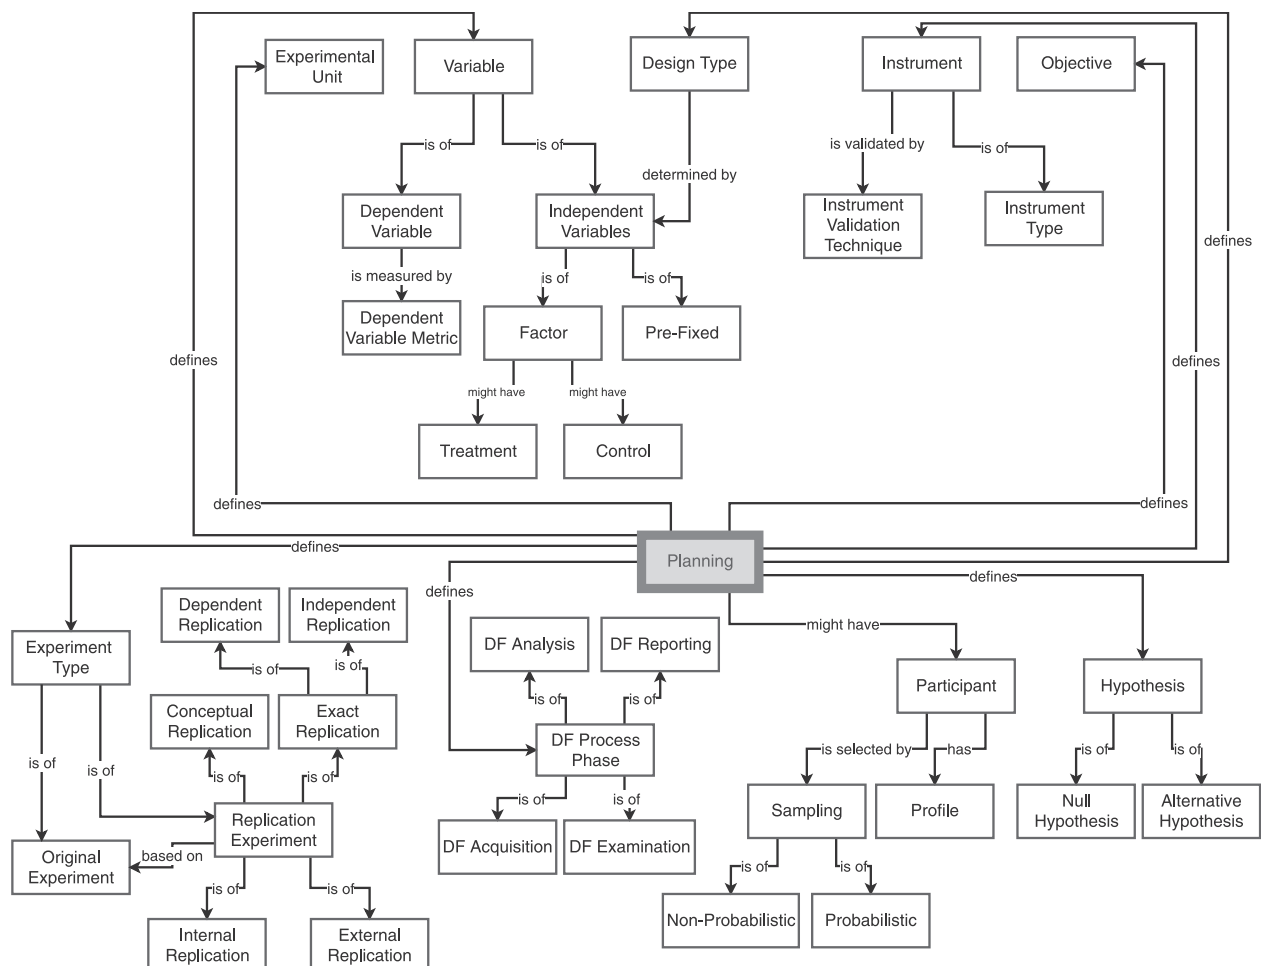 Experimental
Unit
Variable
Design Type
Instrument
Objective
is of
is of
is validated by
is of
determined by
Dependent
Variable
Independent
Variables
Instrument
Validation
Technique
Instrument
Type
defines
is measured by
is of
is of
Dependent
Variable Metric
Factor
Pre-Fixed
defines
defines
might have
might have
Treatment
Control
defines
defines
defines
Planning
defines
defines
Dependent
Replication
Independent
Replication
might have
Experiment
Type
DF Analysis
DF Reporting
is of
is of
Participant
Hypothesis
Conceptual
Replication
Exact
Replication
is of
is of
DF Process
Phase
is selected by
has
is of
is of
is of
is of
is of
is of
is of
is of
Replication
Experiment
Sampling
Profile
Null
Hypothesis
Alternative
Hypothesis
Original
Experiment
based on
DF Acquisition
DF Examination
is of
is of
is of
is of
Non-Probabilistic
Probabilistic
Internal
Replication
External
Replication